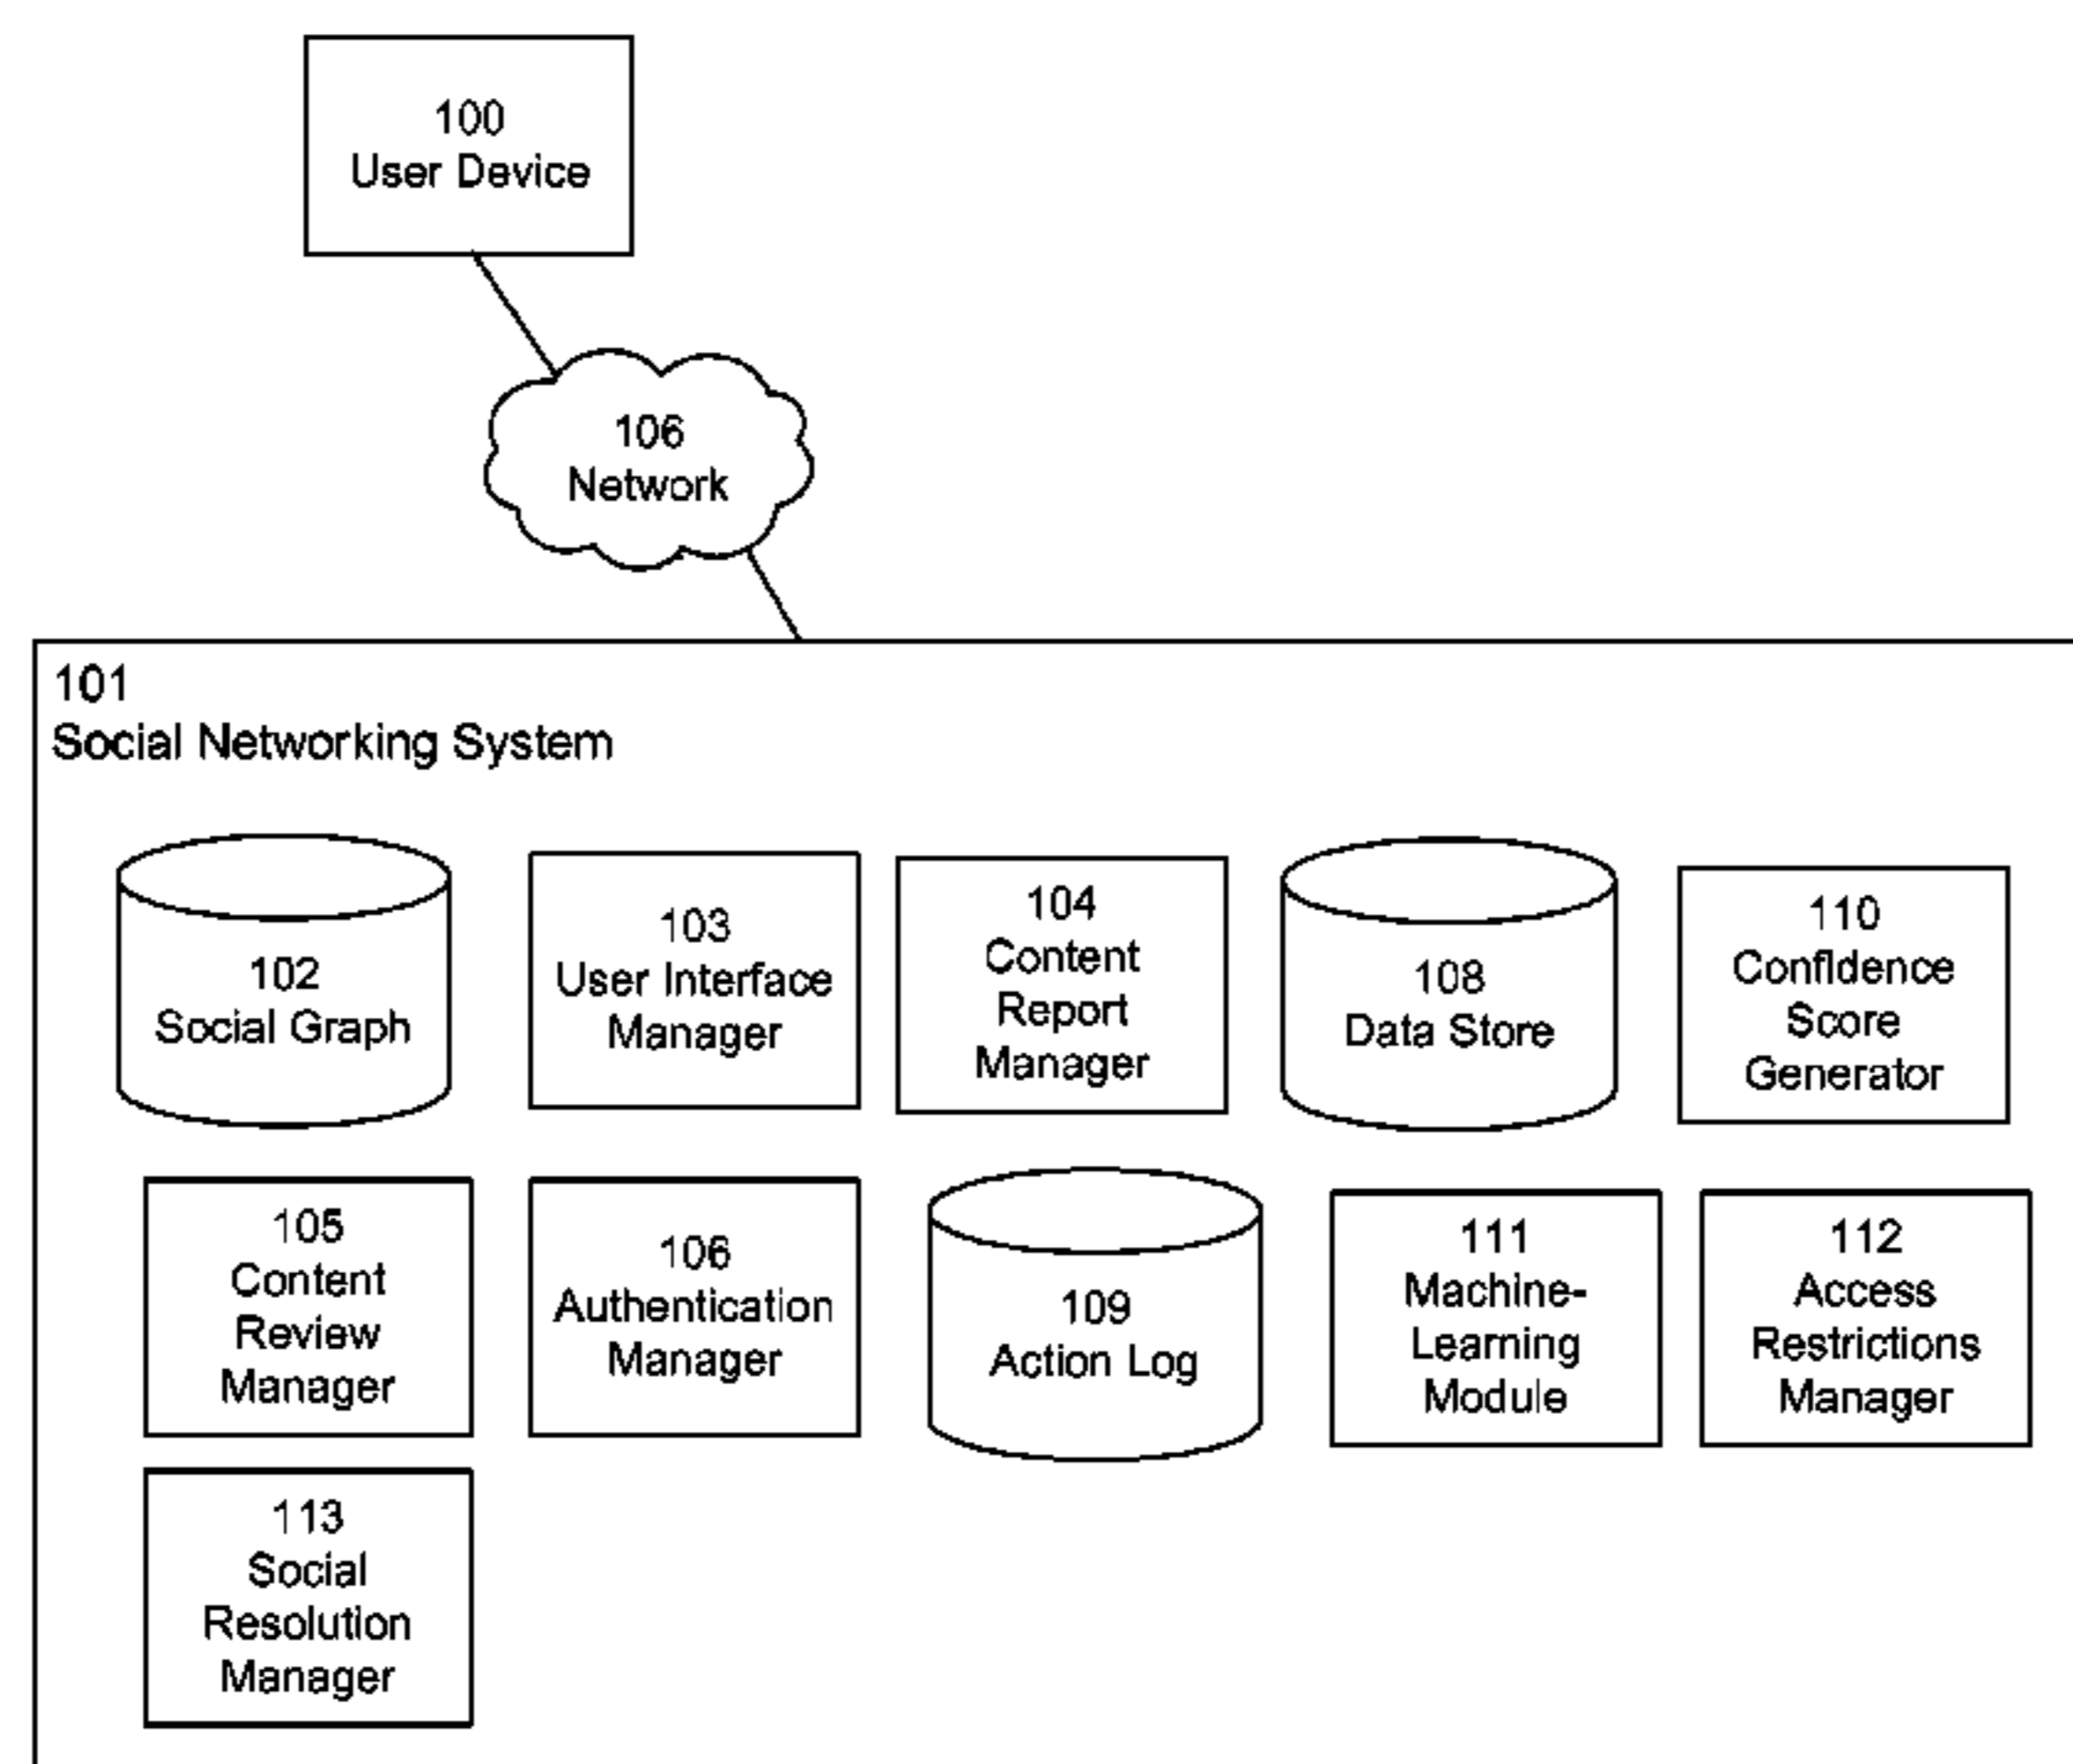 100
User Device
106
Network
101
Social Networking System
102
Social Graph
103
User Interface
Manager
104
Content
Report
Manager
108
Data Store
110
Confidence
Score
Generator
105
Content
Review
Manager
106
Authentication
Manager
109
Action Log
111
Machine-
Learning
Module
112
Access
Restrictions
Manager
113
Social
Resolution
Manager